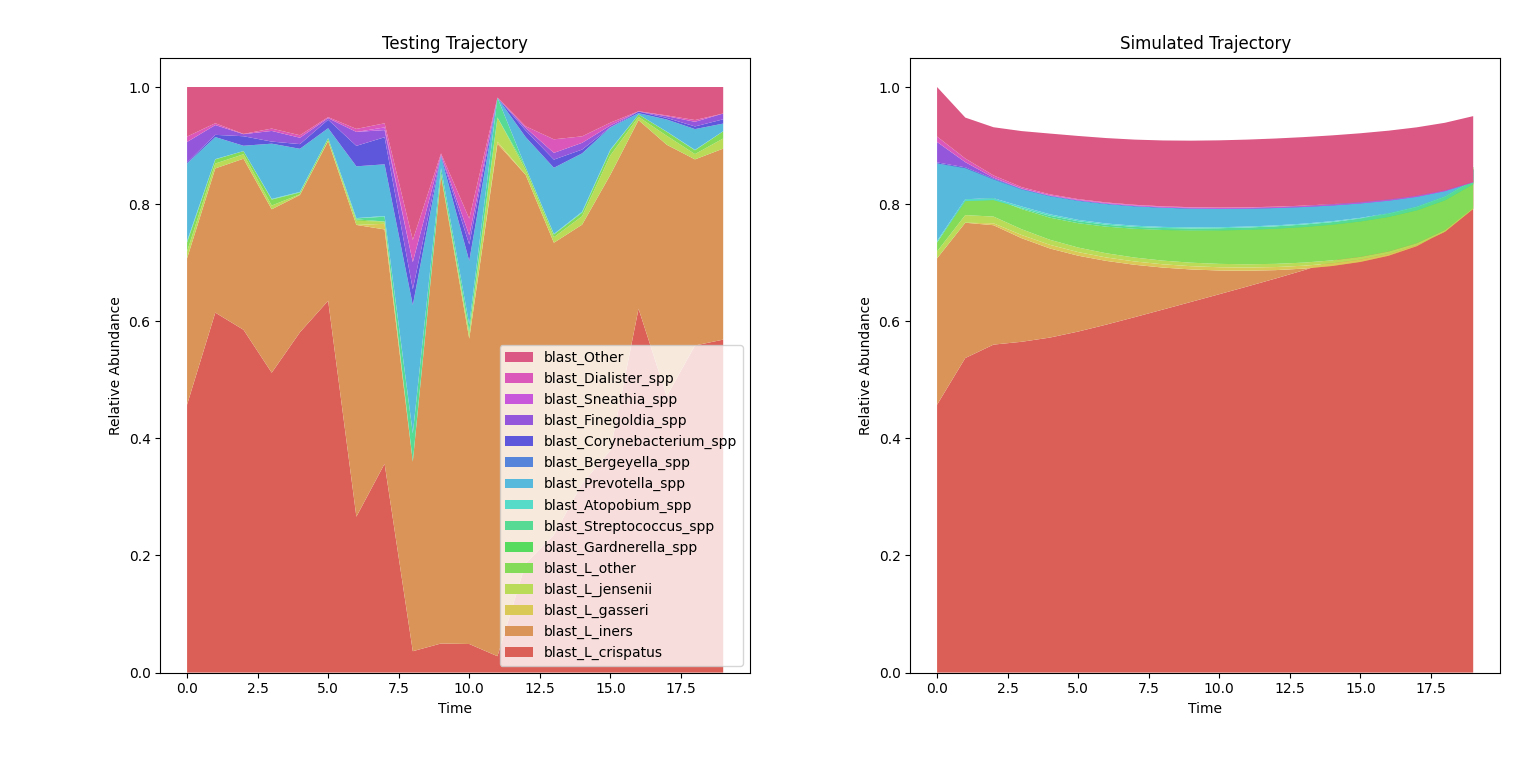 Testing Trajectory
Relative Abundance
1.0
0.8
0.6
0.4
0.2
0.0
blast_Other
blast_Dialister_spp
blast_Sneathia_spp
blast_Finegoldia_spp
blast_Corynebacterium_spp
blast_Bergeyella_spp
blast_Prevotella_spp
blast_Atopobium_spp
blast_Streptococcus_spp
blast_Gardnerella_spp
blast_L_other
blast_L_jensenii
blast_L_gasseri
blast_L_iners
blast_L_crispatus
0.0 2.5 5.0 7.5 10.0 12.5 15.0 17.5
Time
Simulated Trajectory
Relative Abundance
1.0
0.8
0.6
0.4
0.2
0.0
0.0 2.5 5.0 7.5 10.0 12.5 15.0 17.5
Time